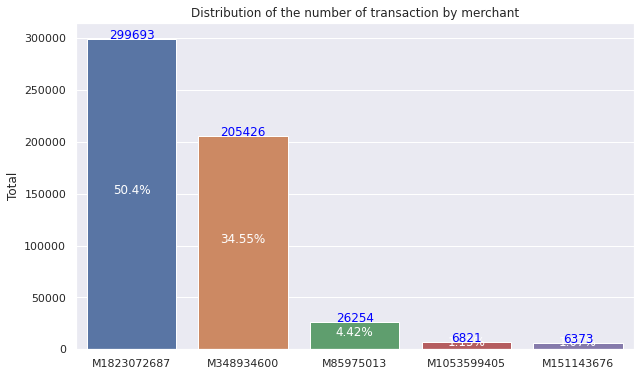 Distribution of the number of transaction by merchant
Total
300000
250000
200000
150000
100000
50000
0
299693
205426
26254
6821
6373
50.4%
34.55%
4.42%
M1823072687
M348934600
M85975013
M1053599405
M151143676